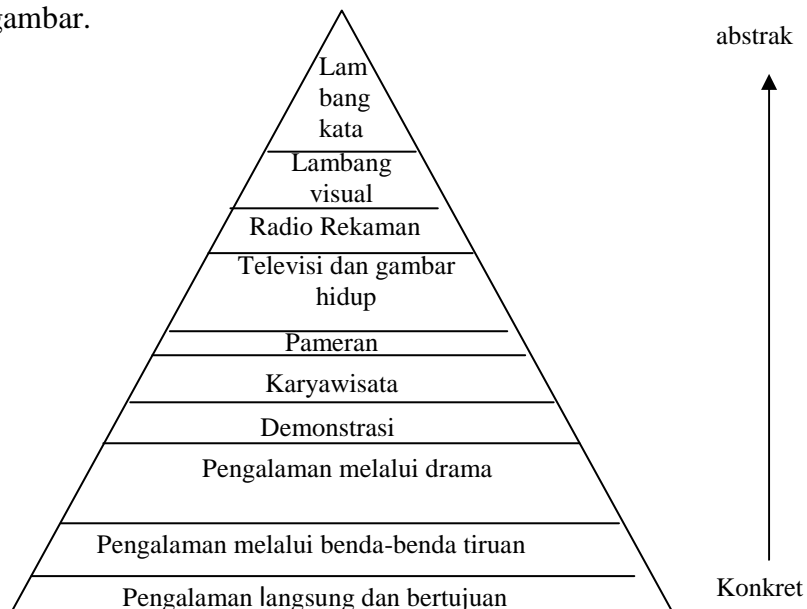 gambar.
abstrak
Lam
bang
kata
Lambang
visual
Radio Rekaman
Televisi dan gambar
hidup
Pameran
Karyawisata
Demonstrasi
Pengalaman melalui drama
Pengalaman melalui benda-benda tiruan
Pengalaman langsung dan bertujuan
Konkret